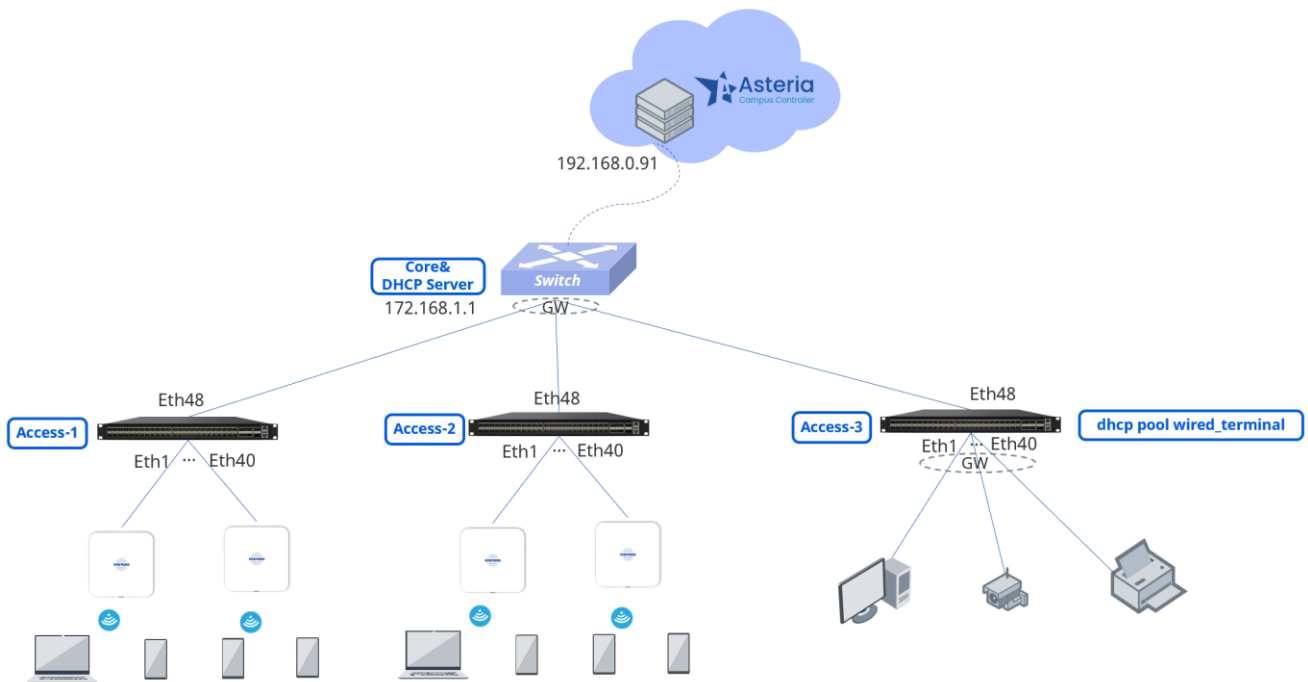 Asteria
Campus Controller
192.168.0.91
Core&
DHCP Server
Switch
172.168.1.1
GW
Eth48
Eth48
Eth48
Access-1
Access-2
Access-3
dhcp pool wired_terminal
Eth1 ... Eth40
Eth1 ... Eth40
Eth1 ... Eth40
GW